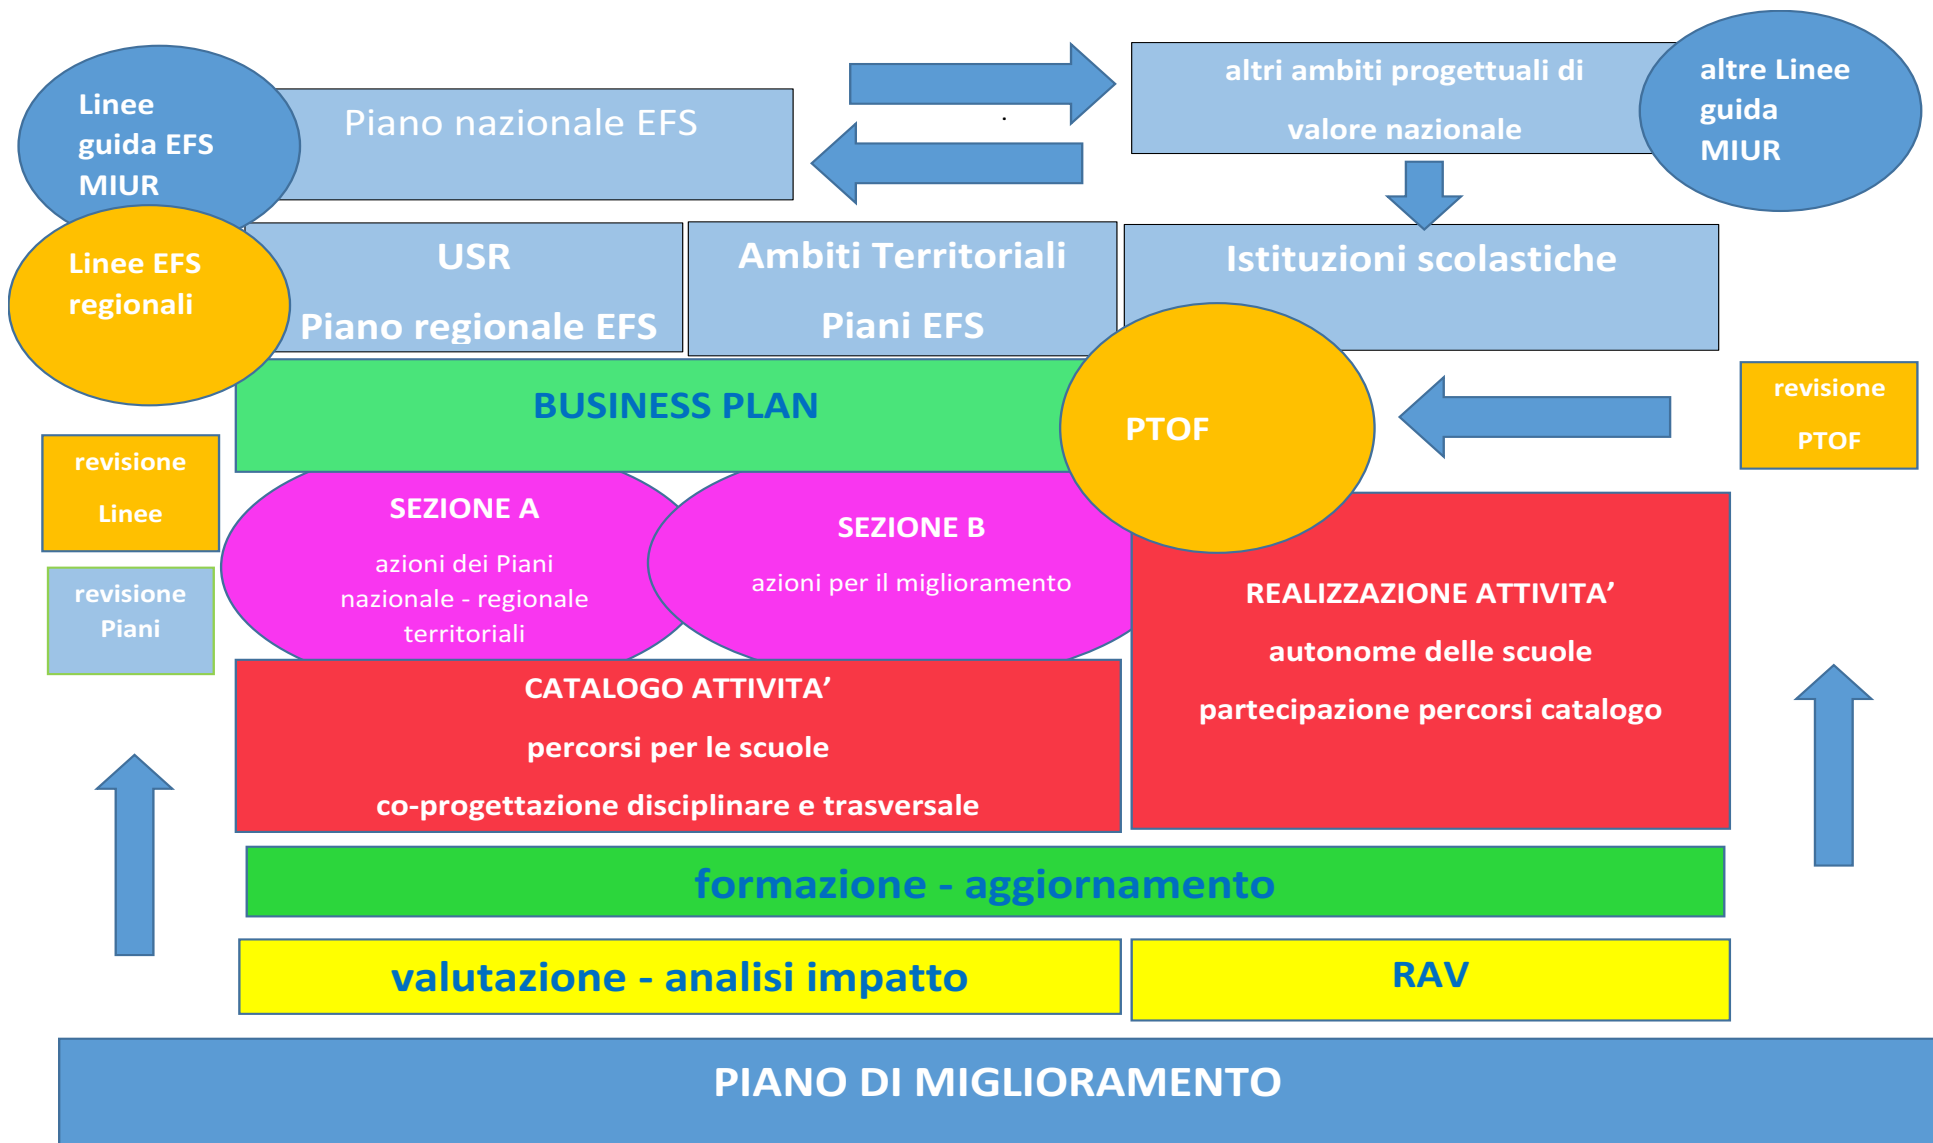 Linee
guida EFS
MIUR
Piano nazionale EFS
.
altri ambiti progettuali di
valore nazionale
altre Linee
guida
MIUR
Linee EFS
regionali
USR
Piano regionale EFS
Ambiti Territoriali
Piani EFS
Istituzioni scolastiche
BUSINESS PLAN
PTOF
revisione
PTOF
revisione
Linee
revisione
Piani
SEZIONE A
azioni dei Piani
nazionale - regionale
territoriali
SEZIONE B
azioni per il miglioramento
REALIZZAZIONE ATTIVITA’
autonome delle scuole
partecipazione percorsi catalogo
CATALOGO ATTIVITA’
percorsi per le scuole
co-progettazione disciplinare e trasversale
formazione - aggiornamento
valutazione - analisi impatto
RAV
PIANO DI MIGLIORAMENTO